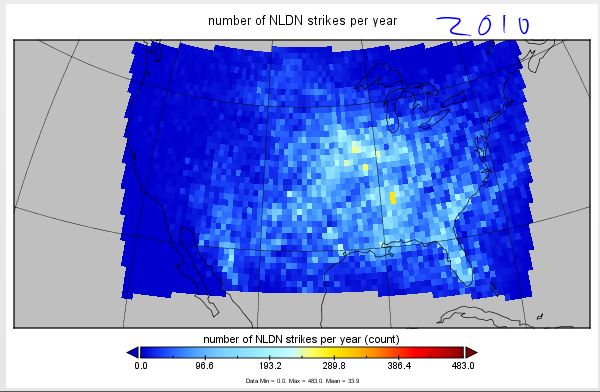 number of NLDN strikes per year
2010
number of NLDN strikes per year (count)
0.0 96.6 193.2 289.8 386.4 483.0
Data Min = 0.0. Max = 483.0. Mean = 33.9